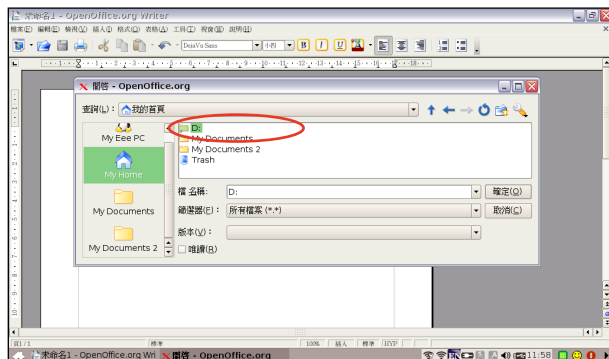 未命名1 - OpenOffice.org Writer
檔案(F) 編輯(E) 檢視(V) 插入(I) 格式(O) 表格(A) 工具(T) 視窗(W) 說明(H)
DejaVu Sans 小四 B I U
開啓 - OpenOffice.org
查詢(L): 我的首頁
My Eee PC
My Home
My Documents
My Documents 2
D:
My Documents
My Documents 2
Trash
檔 名稱: D: 確定(O)
篩選器(F): 所有檔案 (*.*) 取消(C)
版本(V):
唯讀(R)
頁1/1 標準 100% 插入 標準 HYP
未命名1 - OpenOffice.org Wri 開啓 - OpenOffice.org 11:58